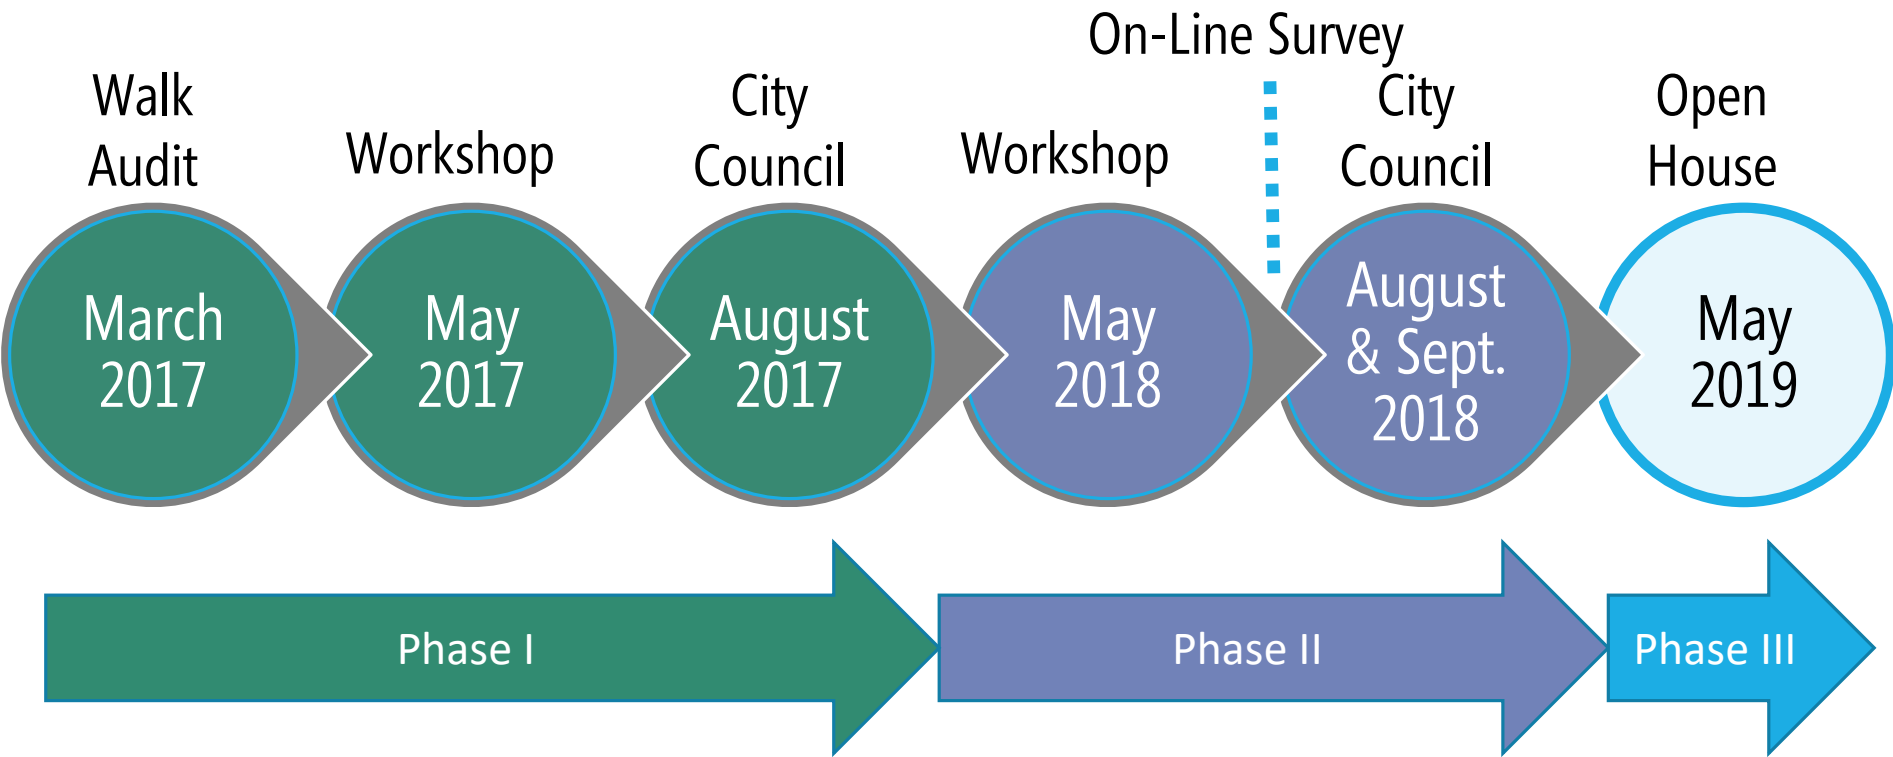 On-Line Survey
Walk
Audit
Workshop
City
Council
Workshop
City
Council
Open
House
March
2017
May
2017
August
2017
May
2018
August
& Sept.
2018
May
2019
Phase I
Phase II
Phase III